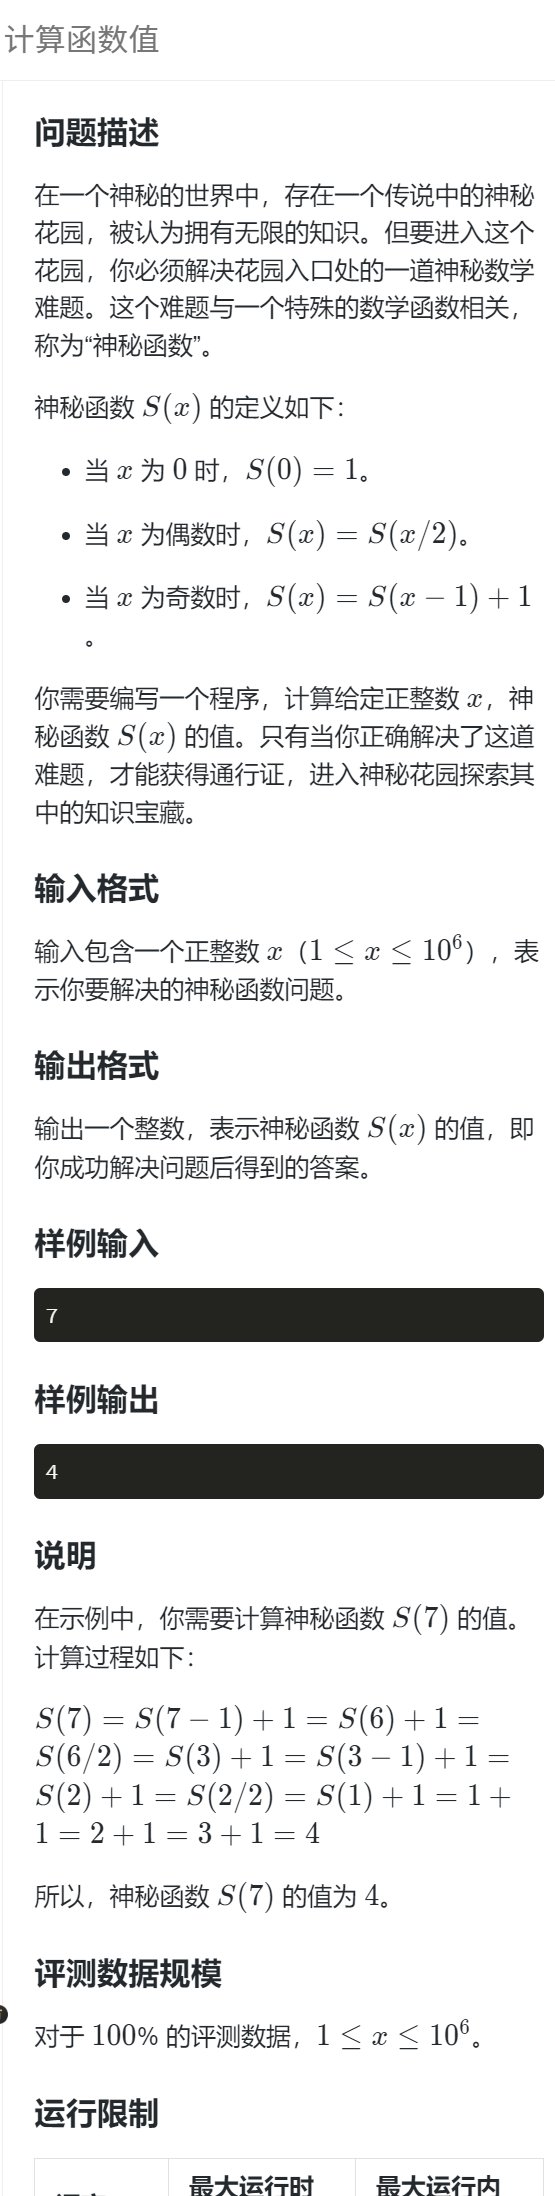 计算函数值
问题描述
在一个神秘的世界中，存在一个传说中的神秘
花园，被认为拥有无限的知识。但要进入这个
花园，你必须解决花园入口处的一道神秘数学
难题。这个难题与一个特殊的数学函数相关，
称为“神秘函数”。
神秘函数 S(x) 的定义如下：
• 当 x 为 0 时，S(0) = 1。
• 当 x 为偶数时，S(x) = S(x/2)。
• 当 x 为奇数时，S(x) = S(x − 1) + 1
。
你需要编写一个程序，计算给定正整数 x，神
秘函数 S(x) 的值。只有当你正确解决了这道
难题，才能获得通行证，进入神秘花园探索其
中的知识宝藏。
输入格式
输入包含一个正整数 x（1 ≤ x ≤ 10⁶），表
示你要解决的神秘函数问题。
输出格式
输出一个整数，表示神秘函数 S(x) 的值，即
你成功解决问题后得到的答案。
样例输入
7
样例输出
4
说明
在示例中，你需要计算神秘函数 S(7) 的值。
计算过程如下：
S(7) = S(7 − 1) + 1 = S(6) + 1 =
S(6/2) = S(3) + 1 = S(3 − 1) + 1 =
S(2) + 1 = S(2/2) = S(1) + 1 = 1 +
1 = 2 + 1 = 3 + 1 = 4
所以，神秘函数 S(7) 的值为 4。
评测数据规模
对于 100% 的评测数据，1 ≤ x ≤ 10⁶。
运行限制
最大运行时 最大运行内